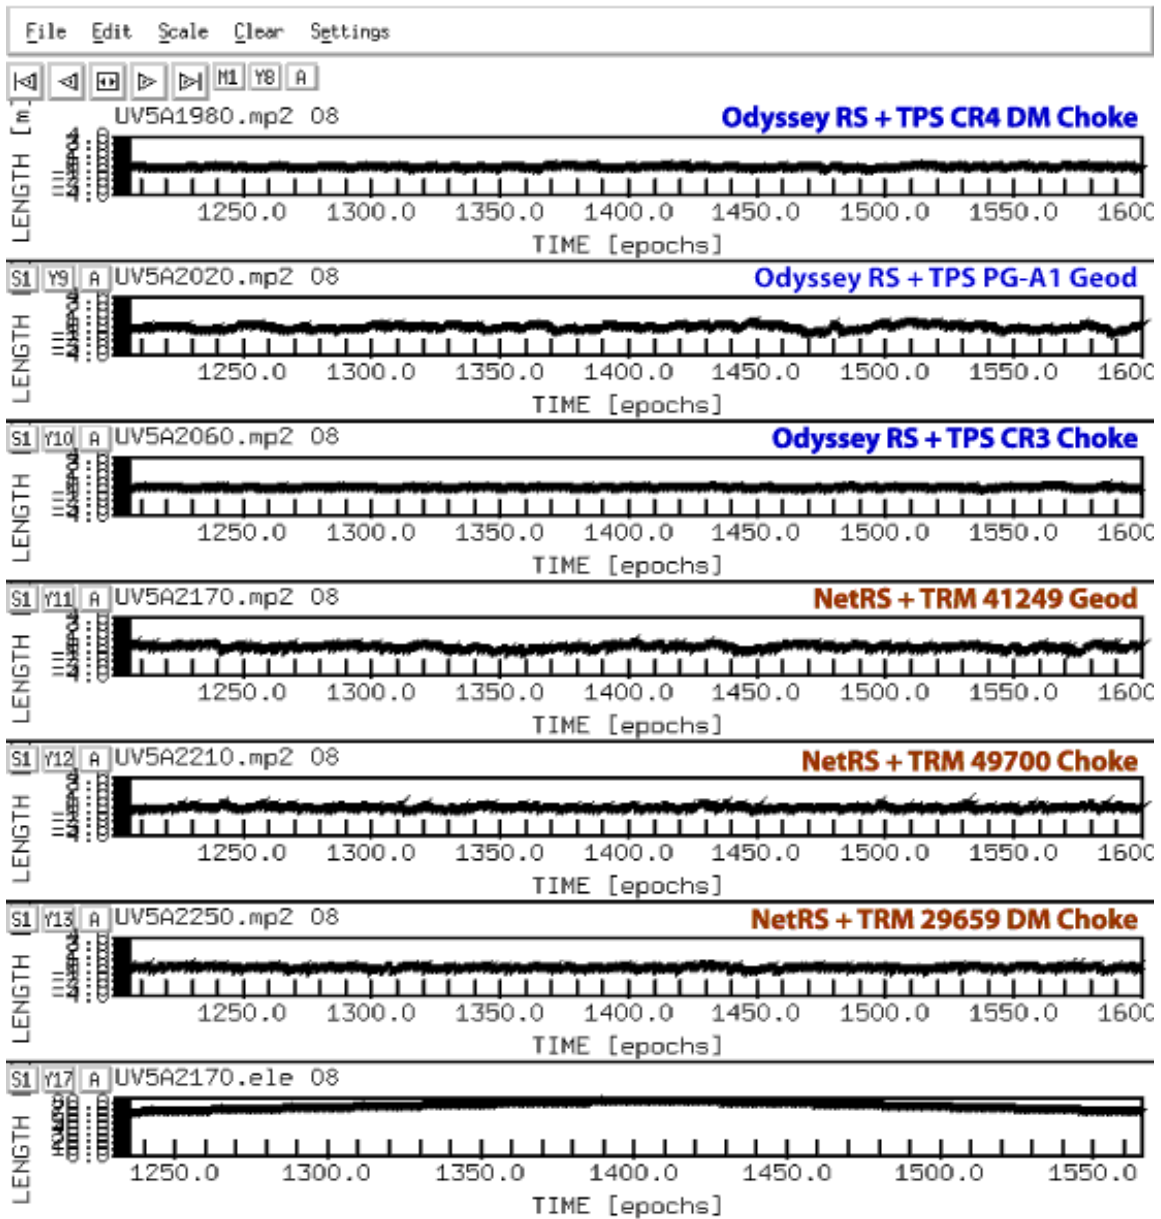 File Edit Scale Clear Settings
M1 Y8 A
UV5A1980.mp2 08 Odyssey RS + TPS CR4 DM Choke
LENGTH [m]
1250.0 1300.0 1350.0 1400.0 1450.0 1500.0 1550.0 1600
TIME [epochs]
S1 Y9 A UV5A2020.mp2 08 Odyssey RS + TPS PG-A1 Geod
LENGTH
1250.0 1300.0 1350.0 1400.0 1450.0 1500.0 1550.0 1600
TIME [epochs]
S1 Y10 A UV5A2060.mp2 08 Odyssey RS + TPS CR3 Choke
LENGTH
1250.0 1300.0 1350.0 1400.0 1450.0 1500.0 1550.0 1600
TIME [epochs]
S1 Y11 A UV5A2170.mp2 08 NetRS + TRM 41249 Geod
LENGTH
1250.0 1300.0 1350.0 1400.0 1450.0 1500.0 1550.0 1600
TIME [epochs]
S1 Y12 A UV5A2210.mp2 08 NetRS + TRM 49700 Choke
LENGTH
1250.0 1300.0 1350.0 1400.0 1450.0 1500.0 1550.0 1600
TIME [epochs]
S1 Y13 A UV5A2250.mp2 08 NetRS + TRM 29659 DM Choke
LENGTH
1250.0 1300.0 1350.0 1400.0 1450.0 1500.0 1550.0 1600
TIME [epochs]
S1 Y17 A UV5A2170.ele 08
LENGTH
1250.0 1300.0 1350.0 1400.0 1450.0 1500.0 1550.0
TIME [epochs]